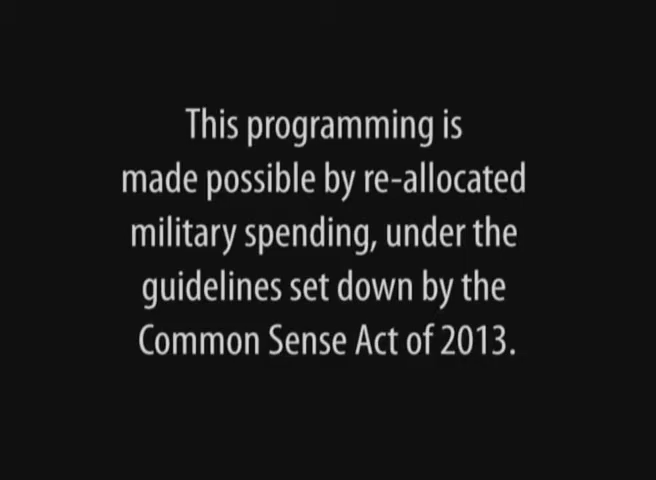 This programming is
made possible by re-allocated
military spending, under the
guidelines set down by the
Common Sense Act of 2013.